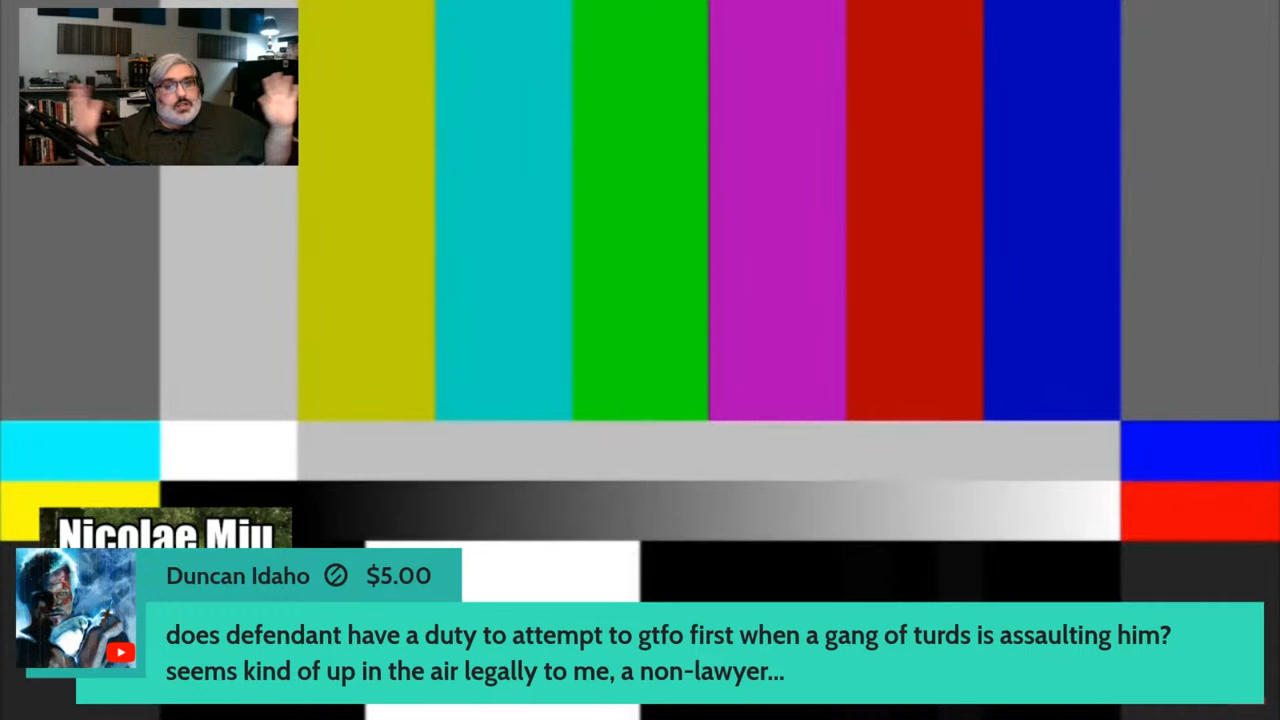 Nicolae Miu
Duncan Idaho $5.00
does defendant have a duty to attempt to gtfo first when a gang of turds is assaulting him?
seems kind of up in the air legally to me, a non-lawyer...